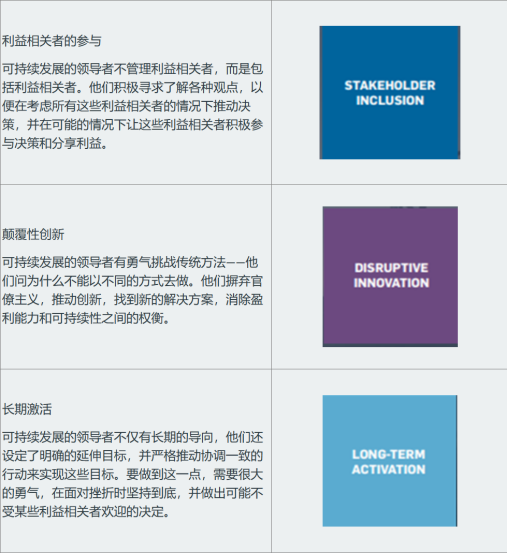 利益相关者的参与
可持续发展的领导者不管理利益相关者，而是包
括利益相关者。他们积极寻求了解各种观点，以
便在考虑所有这些利益相关者的情况下推动决
策，并在可能的情况下让这些利益相关者积极参
与决策和分享利益。
STAKEHOLDER
INCLUSION
颠覆性创新
可持续发展的领导者有勇气挑战传统方法——他
们问为什么不能以不同的方式去做。他们摒弃官
僚主义，推动创新，找到新的解决方案，消除盈
利能力和可持续性之间的权衡。
DISRUPTIVE
INNOVATION
长期激活
可持续发展的领导者不仅有长期的导向，他们还
设定了明确的延伸目标，并严格推动协调一致的
行动来实现这些目标。要做到这一点，需要很大
的勇气，在面对挫折时坚持到底，并做出可能不
受某些利益相关者欢迎的决定。
LONG-TERM
ACTIVATION